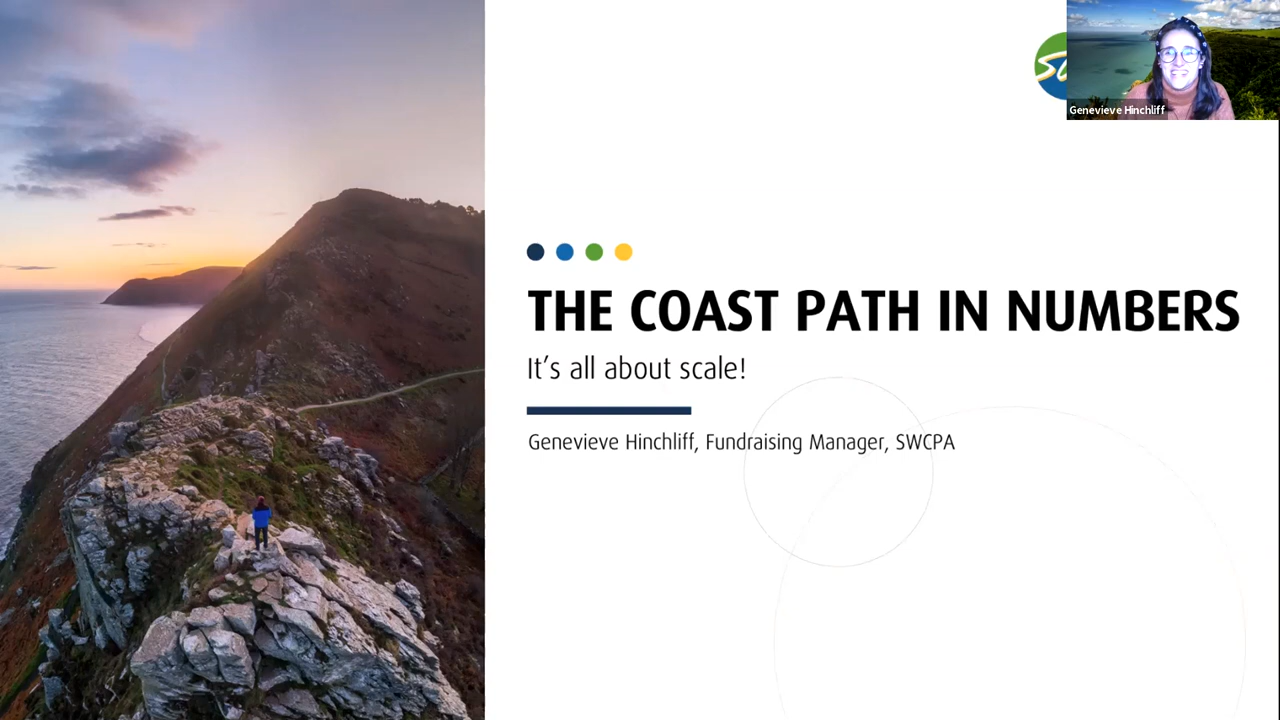 Genevieve Hinchliff
THE COAST PATH IN NUMBERS
It's all about scale!
Genevieve Hinchliff, Fundraising Manager, SWCPA